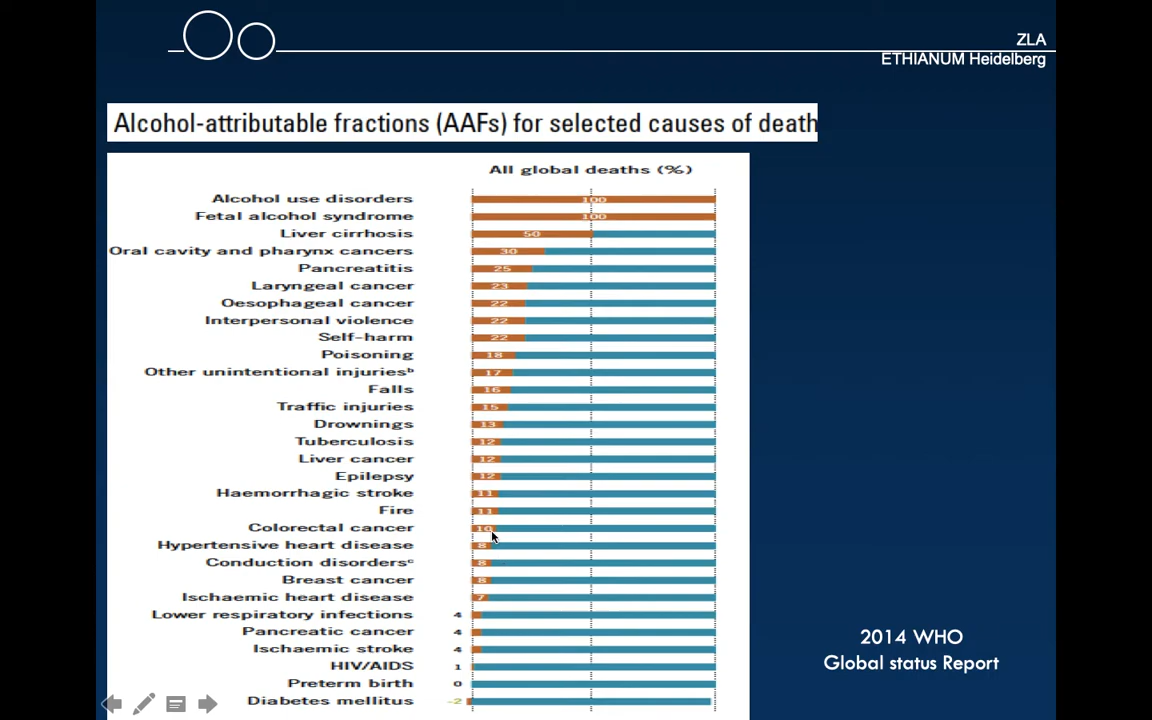 ZLA
ETHIANUM Heidelberg
Alcohol-attributable fractions (AAFs) for selected causes of death
All global deaths (%)
Alcohol use disorders 100
Fetal alcohol syndrome 100
Liver cirrhosis 50
Oral cavity and pharynx cancers 30
Pancreatitis 25
Laryngeal cancer 23
Oesophageal cancer 22
Interpersonal violence 22
Self-harm 22
Poisoning 18
Other unintentional injuriesᵇ 17
Falls 16
Traffic injuries 15
Drownings 13
Tuberculosis 12
Liver cancer 12
Epilepsy 12
Haemorrhagic stroke 11
Fire 11
Colorectal cancer 10
Hypertensive heart disease 8
Conduction disordersᶜ 8
Breast cancer 8
Ischaemic heart disease 7
Lower respiratory infections 4
Pancreatic cancer 4
Ischaemic stroke 4
HIV/AIDS 1
Preterm birth 0
Diabetes mellitus -2
2014 WHO
Global status Report